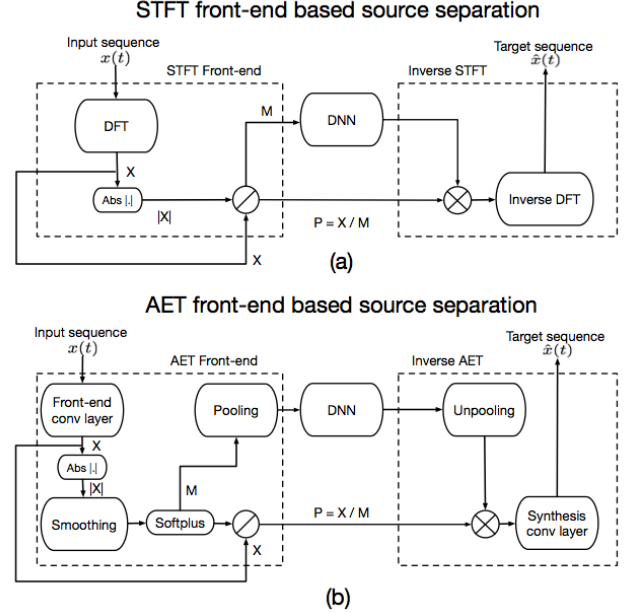 STFT front-end based source separation
Input sequence
x(t)
Target sequence
x̂(t)
STFT Front-end
Inverse STFT
DFT
M
DNN
X
Abs |.|
|X|
Inverse DFT
P = X / M
X
(a)
AET front-end based source separation
Input sequence
x(t)
Target sequence
x̂(t)
AET Front-end
Inverse AET
Front-end
conv layer
Pooling
DNN
Unpooling
X
Abs |.|
|X|
M
Smoothing
Softplus
P = X / M
Synthesis
conv layer
X
(b)